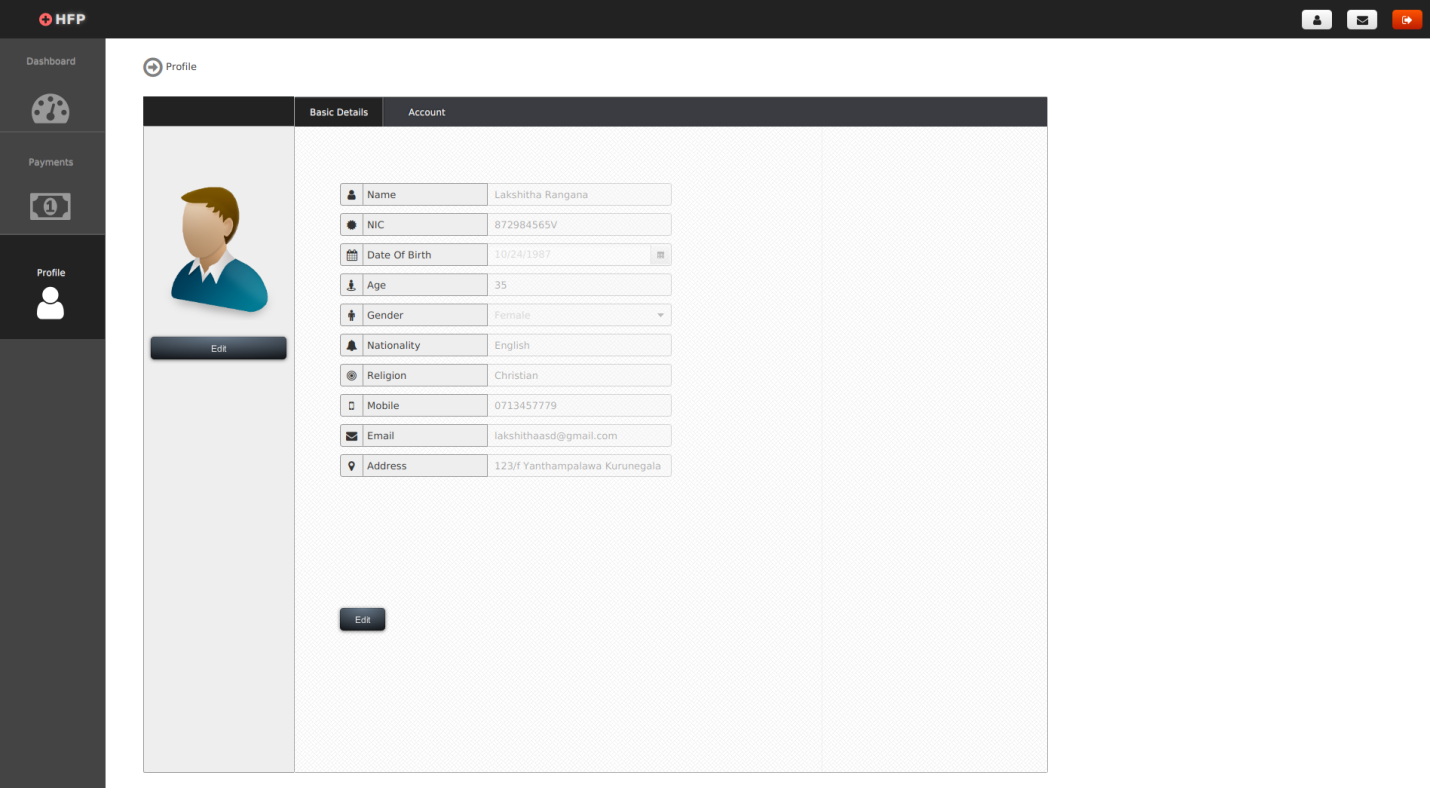 HFP
Dashboard
Payments
Profile
Profile
Basic Details Account
Edit
Name Lakshitha Rangana
NIC 872984565V
Date Of Birth 10/24/1987
Age 35
Gender Female
Nationality English
Religion Christian
Mobile 0713457779
Email lakshithaasd@gmail.com
Address 123/f Yanthampalawa Kurunegala
Edit